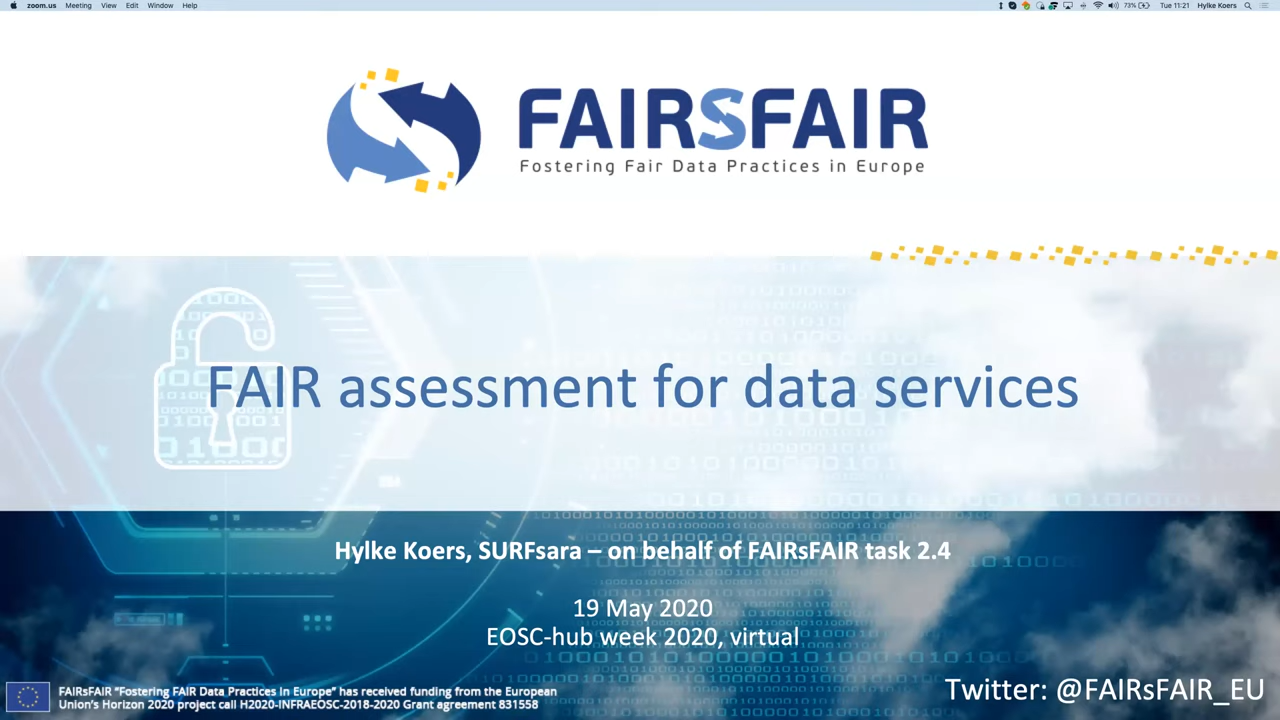 zoom.us Meeting View Edit Window Help 73% Tue 11:21 Hylke Koers
FAIRSFAIR
Fostering Fair Data Practices in Europe
FAIR assessment for data services
Hylke Koers, SURFsara – on behalf of FAIRsFAIR task 2.4
19 May 2020
EOSC-hub week 2020, virtual
FAIRsFAIR “Fostering FAIR Data Practices In Europe” has received funding from the European
Union’s Horizon 2020 project call H2020-INFRAEOSC-2018-2020 Grant agreement 831558
Twitter: @FAIRsFAIR_EU